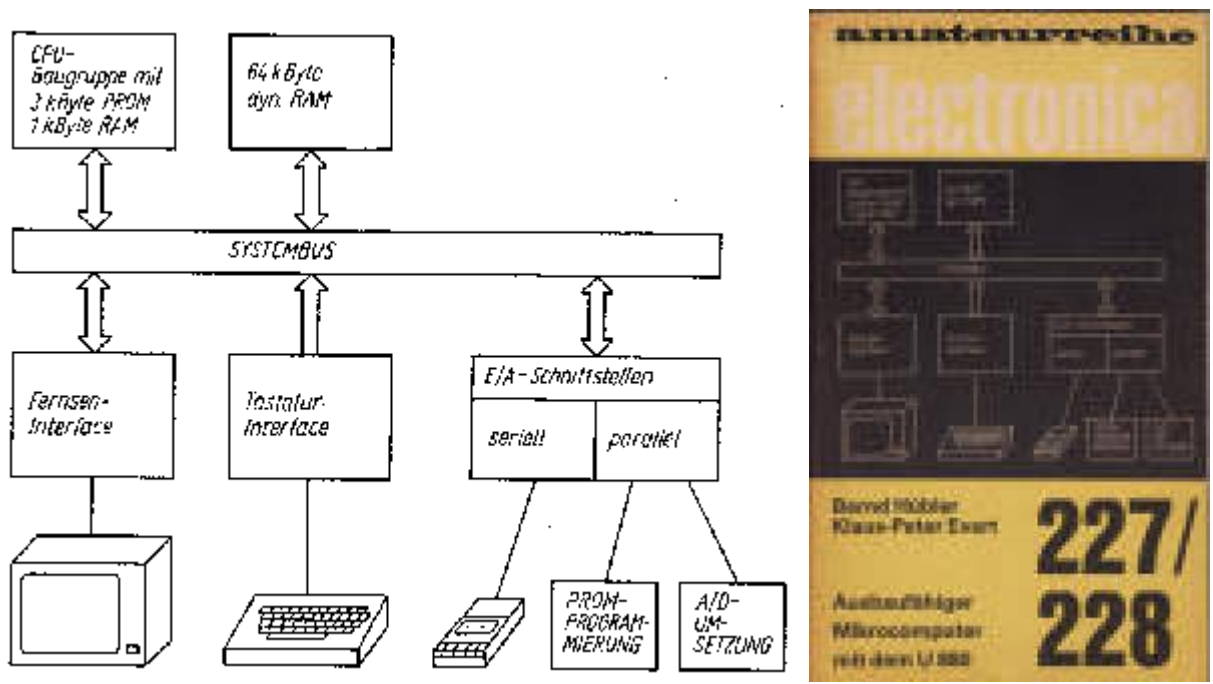 CPU-
Baugruppe mit
3 kByte PROM
1 kByte RAM
64 kByte
dyn. RAM
SYSTEMBUS
Fernseh-
Interface
Tastatur-
Interface
E/A-Schnittstellen
seriell
parallel
PROM-
PROGRAM-
MIERUNG
A/D-
UM-
SETZUNG
amateurreihe
electronica
Bernd Hübler
Klaus-Peter Evert
227/
228
Ausbaufähiger
Mikrocomputer
mit dem U 880